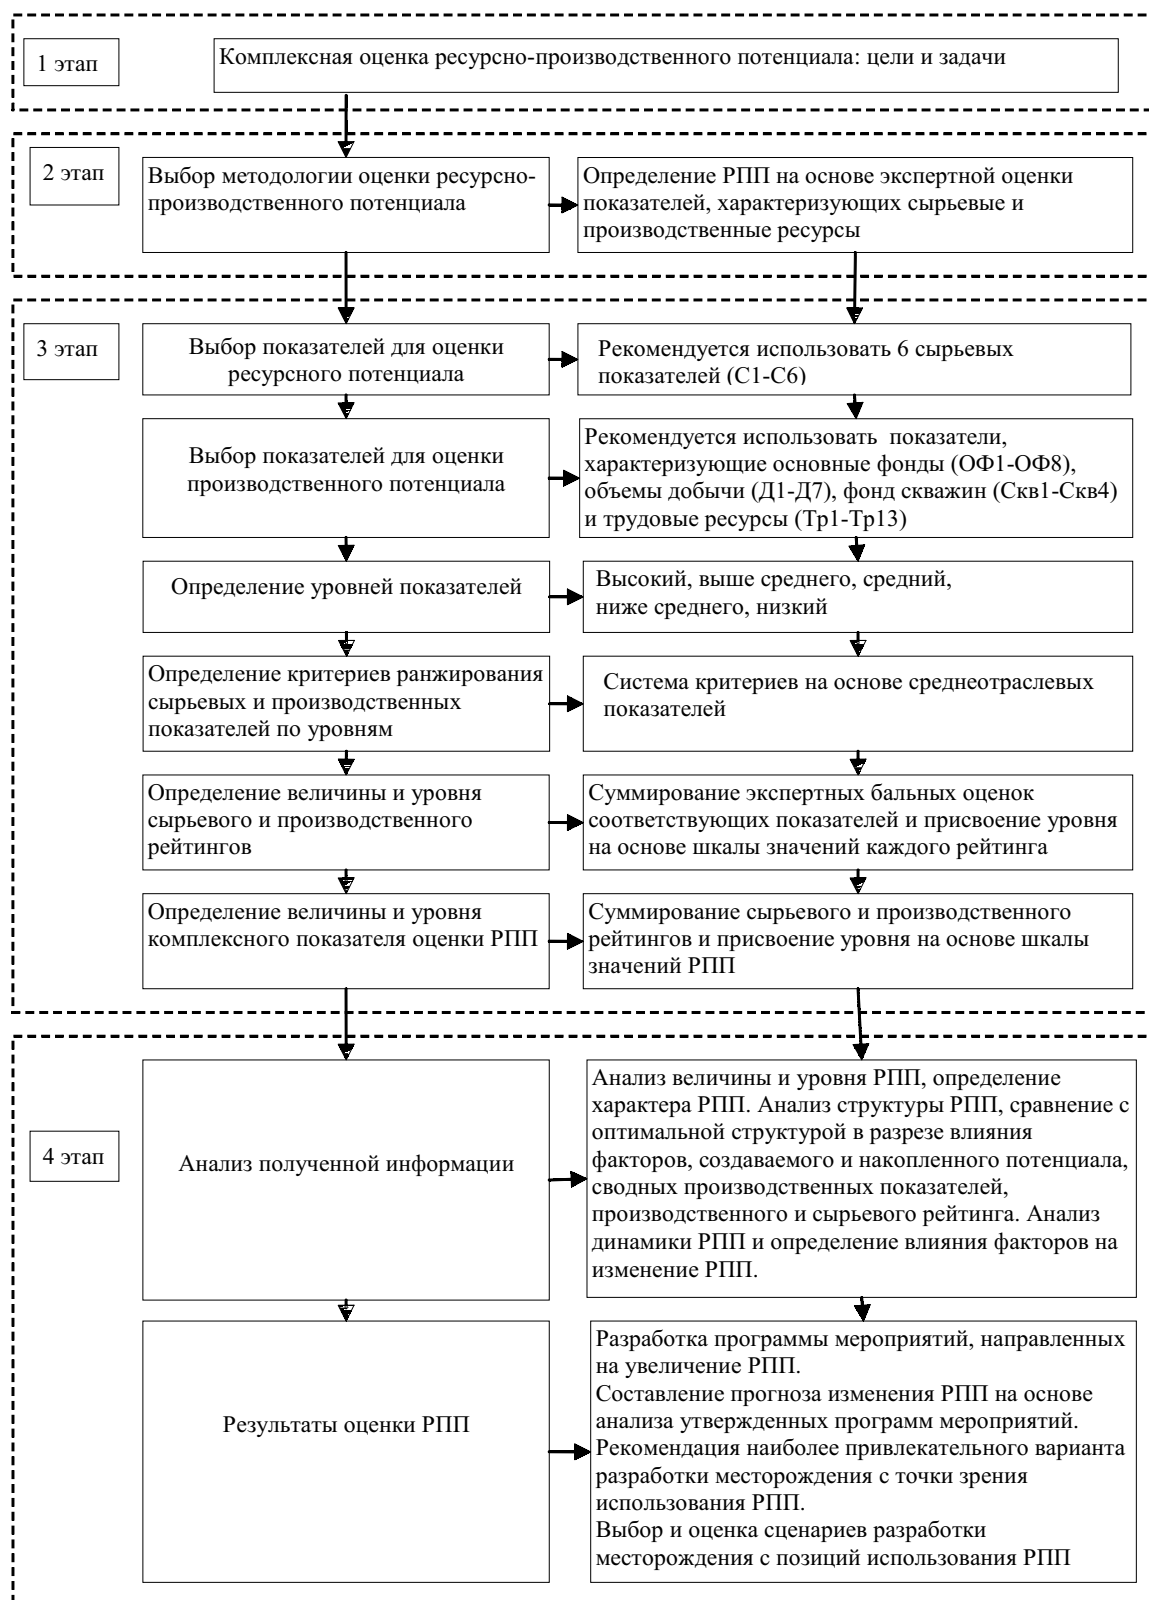 1 этап
Комплексная оценка ресурсно-производственного потенциала: цели и задачи
2 этап
Выбор методологии оценки ресурсно-
производственного потенциала
Определение РПП на основе экспертной оценки
показателей, характеризующих сырьевые и
производственные ресурсы
3 этап
Выбор показателей для оценки
ресурсного потенциала
Рекомендуется использовать 6 сырьевых
показателей (С1-С6)
Выбор показателей для оценки
производственного потенциала
Рекомендуется использовать показатели,
характеризующие основные фонды (ОФ1-ОФ8),
объемы добычи (Д1-Д7), фонд скважин (Скв1-Скв4)
и трудовые ресурсы (Тр1-Тр13)
Определение уровней показателей
Высокий, выше среднего, средний,
ниже среднего, низкий
Определение критериев ранжирования
сырьевых и производственных
показателей по уровням
Система критериев на основе среднеотраслевых
показателей
Определение величины и уровня
сырьевого и производственного
рейтингов
Суммирование экспертных бальных оценок
соответствующих показателей и присвоение уровня
на основе шкалы значений каждого рейтинга
Определение величины и уровня
комплексного показателя оценки РПП
Суммирование сырьевого и производственного
рейтингов и присвоение уровня на основе шкалы
значений РПП
4 этап
Анализ полученной информации
Анализ величины и уровня РПП, определение
характера РПП. Анализ структуры РПП, сравнение с
оптимальной структурой в разрезе влияния
факторов, создаваемого и накопленного потенциала,
сводных производственных показателей,
производственного и сырьевого рейтинга. Анализ
динамики РПП и определение влияния факторов на
изменение РПП.
Результаты оценки РПП
Разработка программы мероприятий, направленных
на увеличение РПП.
Составление прогноза изменения РПП на основе
анализа утвержденных программ мероприятий.
Рекомендация наиболее привлекательного варианта
разработки месторождения с точки зрения
использования РПП.
Выбор и оценка сценариев разработки
месторождения с позиций использования РПП